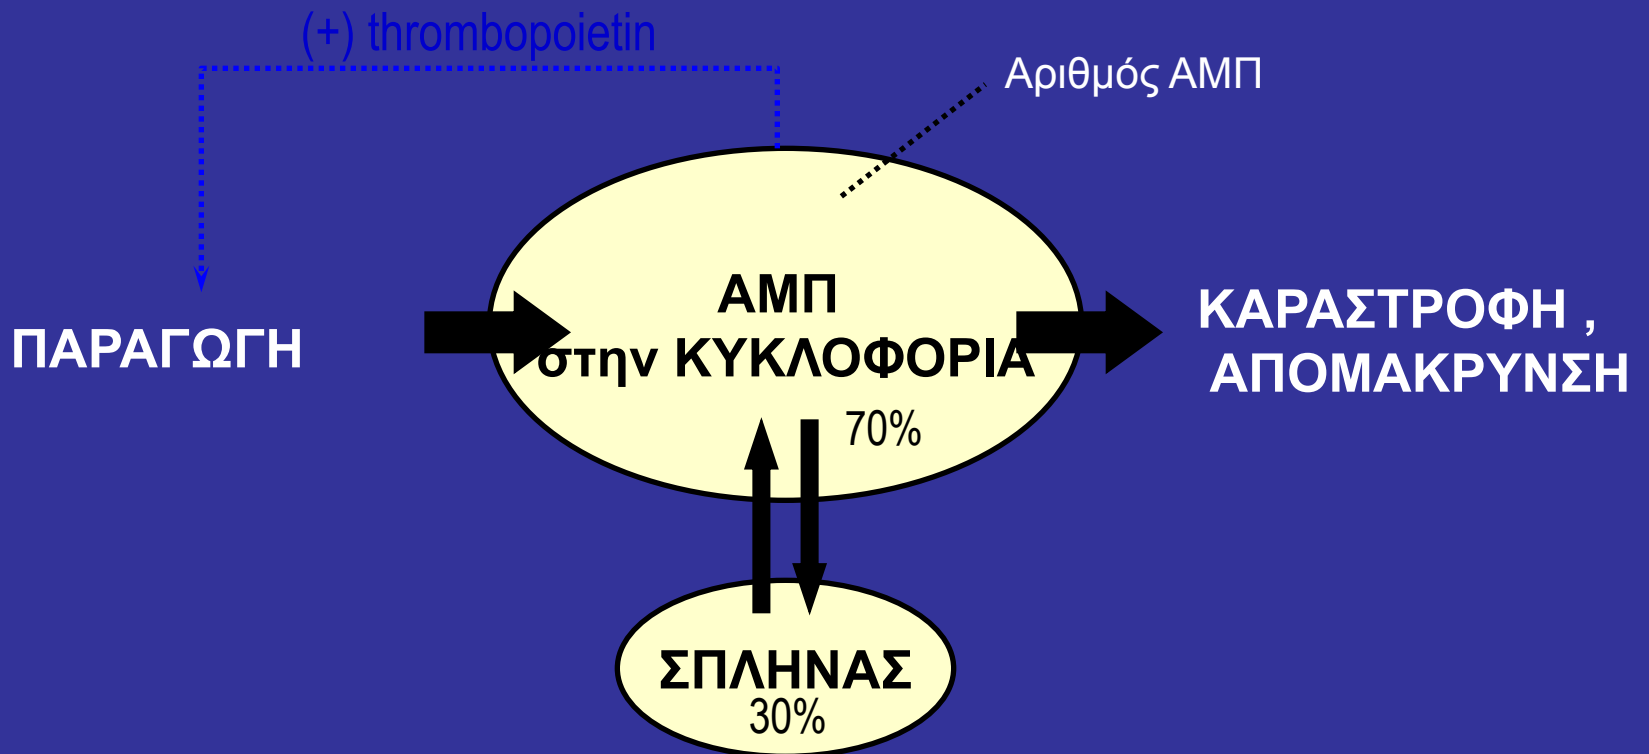 (+) thrombopoietin
Αριθμός ΑΜΠ
ΠΑΡΑΓΩΓΗ
ΑΜΠ
στην ΚΥΚΛΟΦΟΡΙΑ
70%
ΚΑΡΑΣΤΡΟΦΗ ,
ΑΠΟΜΑΚΡΥΝΣΗ
ΣΠΛΗΝΑΣ
30%